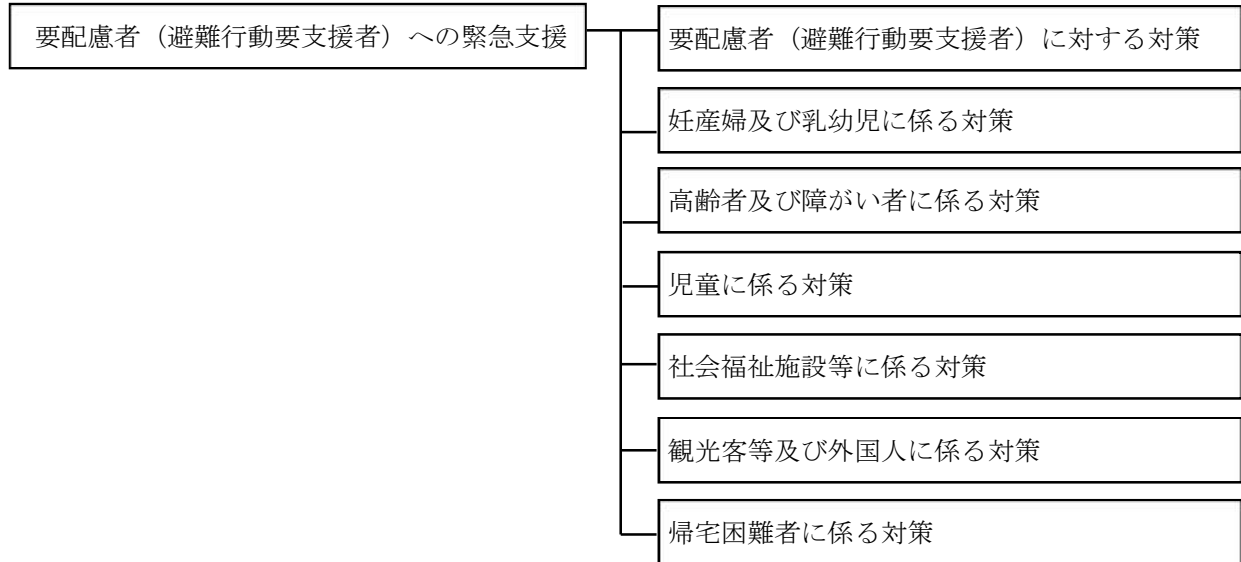 要配慮者（避難行動要支援者）への緊急支援
要配慮者（避難行動要支援者）に対する対策
妊産婦及び乳幼児に係る対策
高齢者及び障がい者に係る対策
児童に係る対策
社会福祉施設等に係る対策
観光客等及び外国人に係る対策
帰宅困難者に係る対策